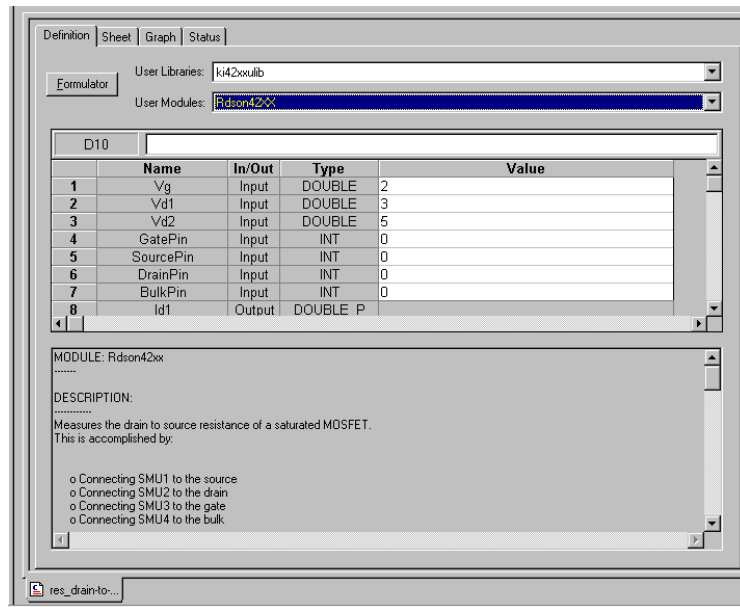 Definition Sheet Graph Status
Formulator
User Libraries: ki42xxulib
User Modules: Rdson42XX
D10
Name In/Out Type Value
1 Vg Input DOUBLE 2
2 Vd1 Input DOUBLE 3
3 Vd2 Input DOUBLE 5
4 GatePin Input INT 0
5 SourcePin Input INT 0
6 DrainPin Input INT 0
7 BulkPin Input INT 0
8 Id1 Output DOUBLE_P
MODULE: Rdson42xx
-------
DESCRIPTION:
------------
Measures the drain to source resistance of a saturated MOSFET.
This is accomplished by:
o Connecting SMU1 to the source
o Connecting SMU2 to the drain
o Connecting SMU3 to the gate
o Connecting SMU4 to the bulk
res_drain-to-...